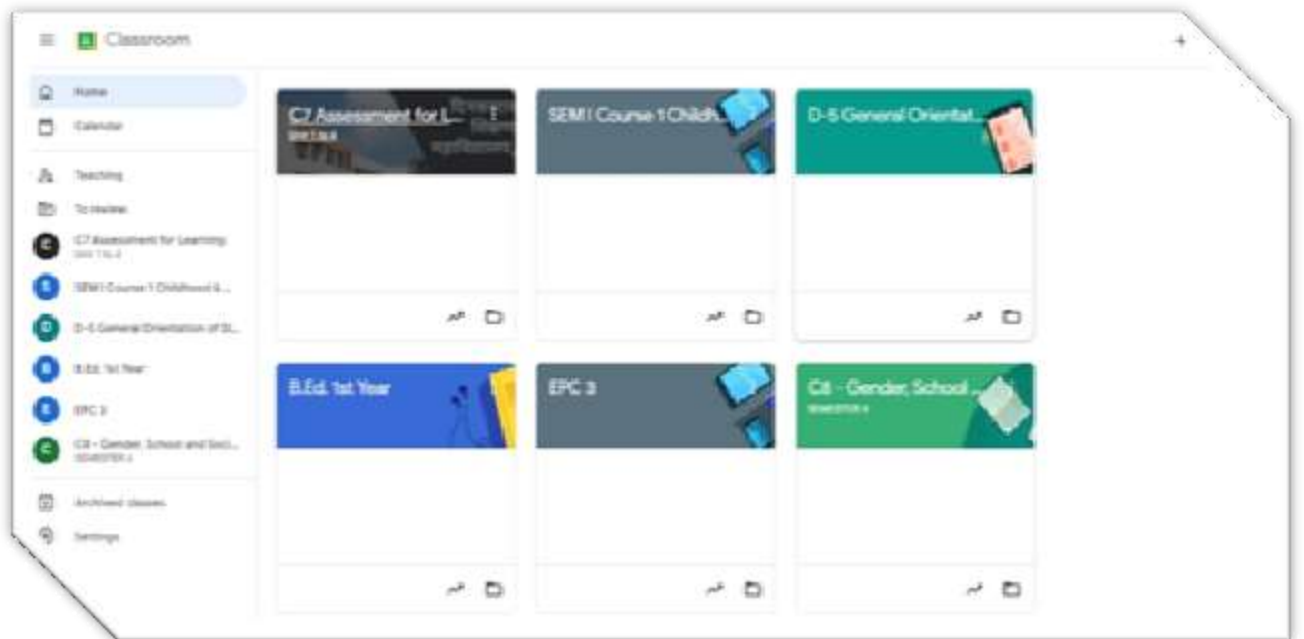 Classroom
Home
Calendar
Teaching
To review
C7 Assessment for Learning
SEM I Course 1 Childhood & ...
D-5 General Orientation of St...
B.Ed. 1st Year
EPC 3
C8 - Gender, School and Soci...
SEMESTER
Archived classes
Settings
C7 Assessment for L...
SEM I Course 1 Childh...
D-5 General Orientat...
B.Ed. 1st Year
EPC 3
C8 - Gender, School ...
SEMESTER